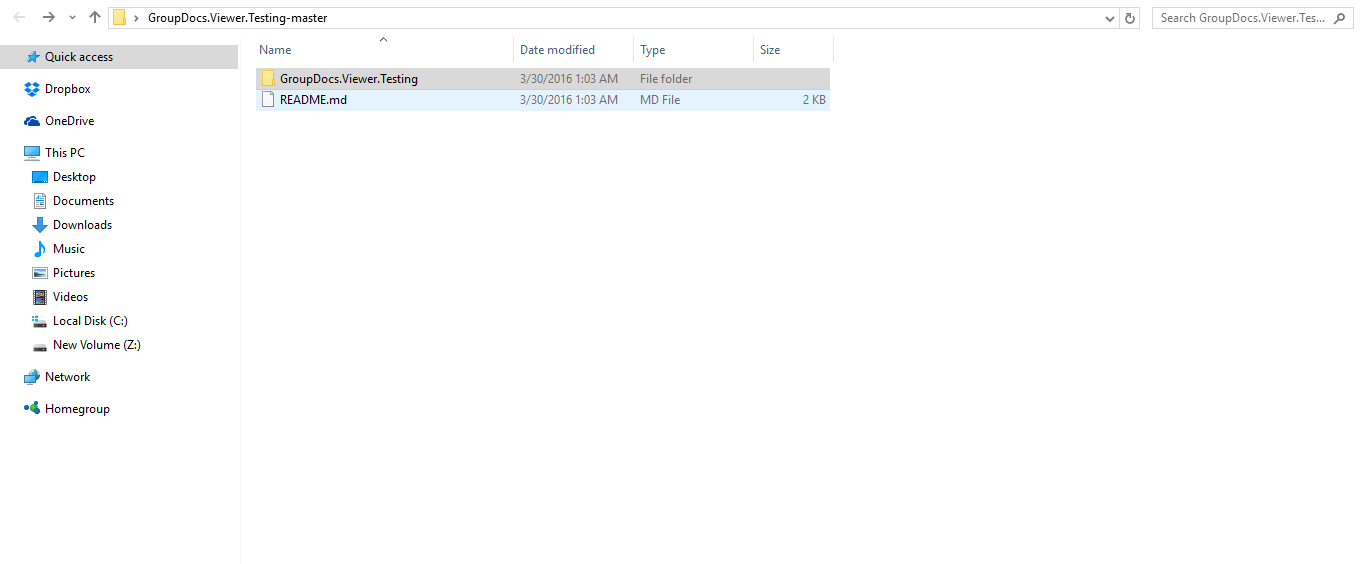 GroupDocs.Viewer.Testing-master
Search GroupDocs.Viewer.Tes...
Quick access
Dropbox
OneDrive
This PC
Desktop
Documents
Downloads
Music
Pictures
Videos
Local Disk (C:)
New Volume (Z:)
Network
Homegroup
Name Date modified Type Size
GroupDocs.Viewer.Testing 3/30/2016 1:03 AM File folder
README.md 3/30/2016 1:03 AM MD File 2 KB